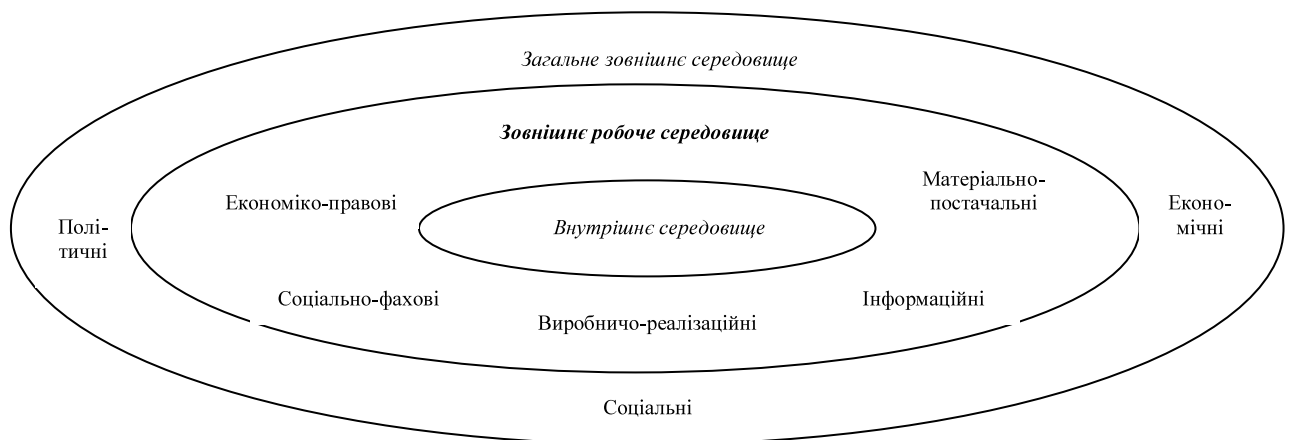 Загальне зовнішнє середовище
Зовнішнє робоче середовище
Матеріально-
постачальні
Економіко-правові
Внутрішнє середовище
Полі-
тичні
Еконо-
мічні
Соціально-фахові
Інформаційні
Виробничо-реалізаційні
Соціальні